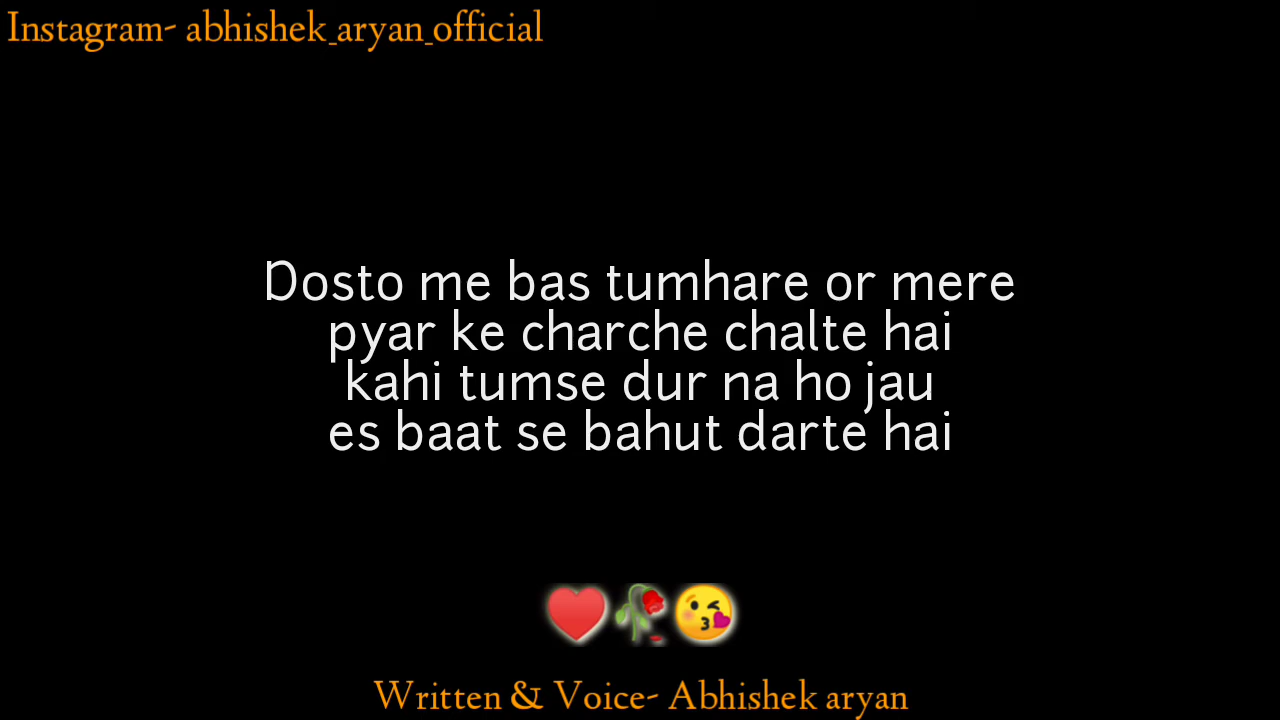 Instagram- abhishek_aryan_official
Dosto me bas tumhare or mere
pyar ke charche chalte hai
kahi tumse dur na ho jau
es baat se bahut darte hai
Written & Voice- Abhishek aryan